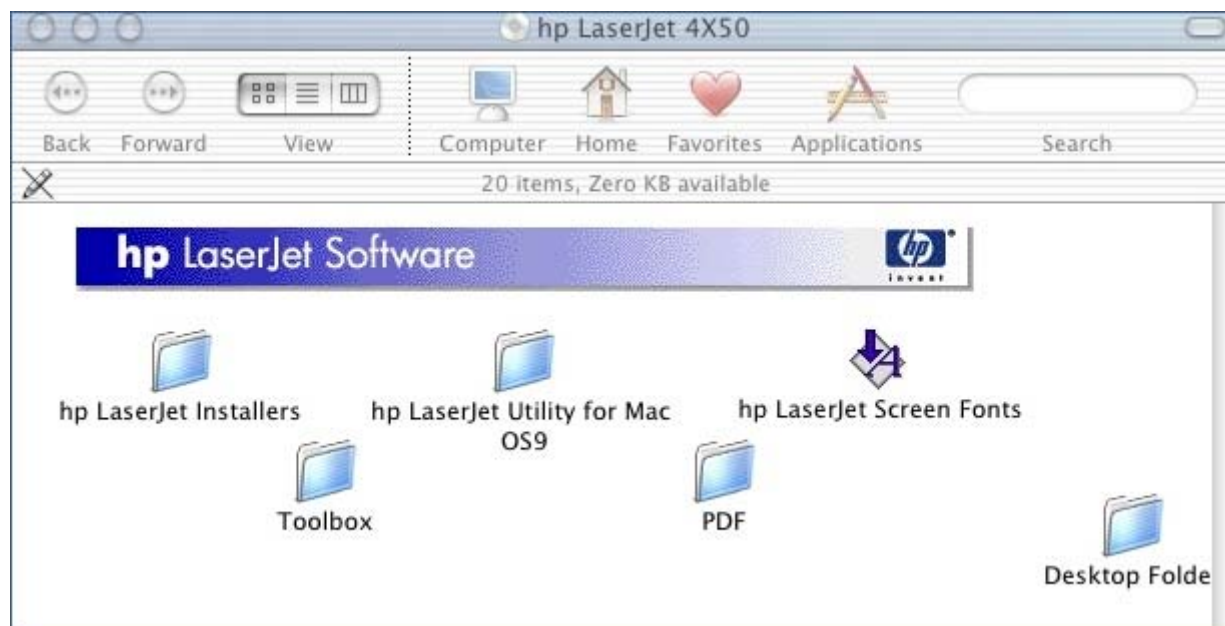 hp LaserJet 4X50
Back Forward View Computer Home Favorites Applications Search
20 items, Zero KB available
hp LaserJet Software
hp
invent
hp LaserJet Installers
hp LaserJet Utility for Mac
OS9
hp LaserJet Screen Fonts
Toolbox
PDF
Desktop Folde